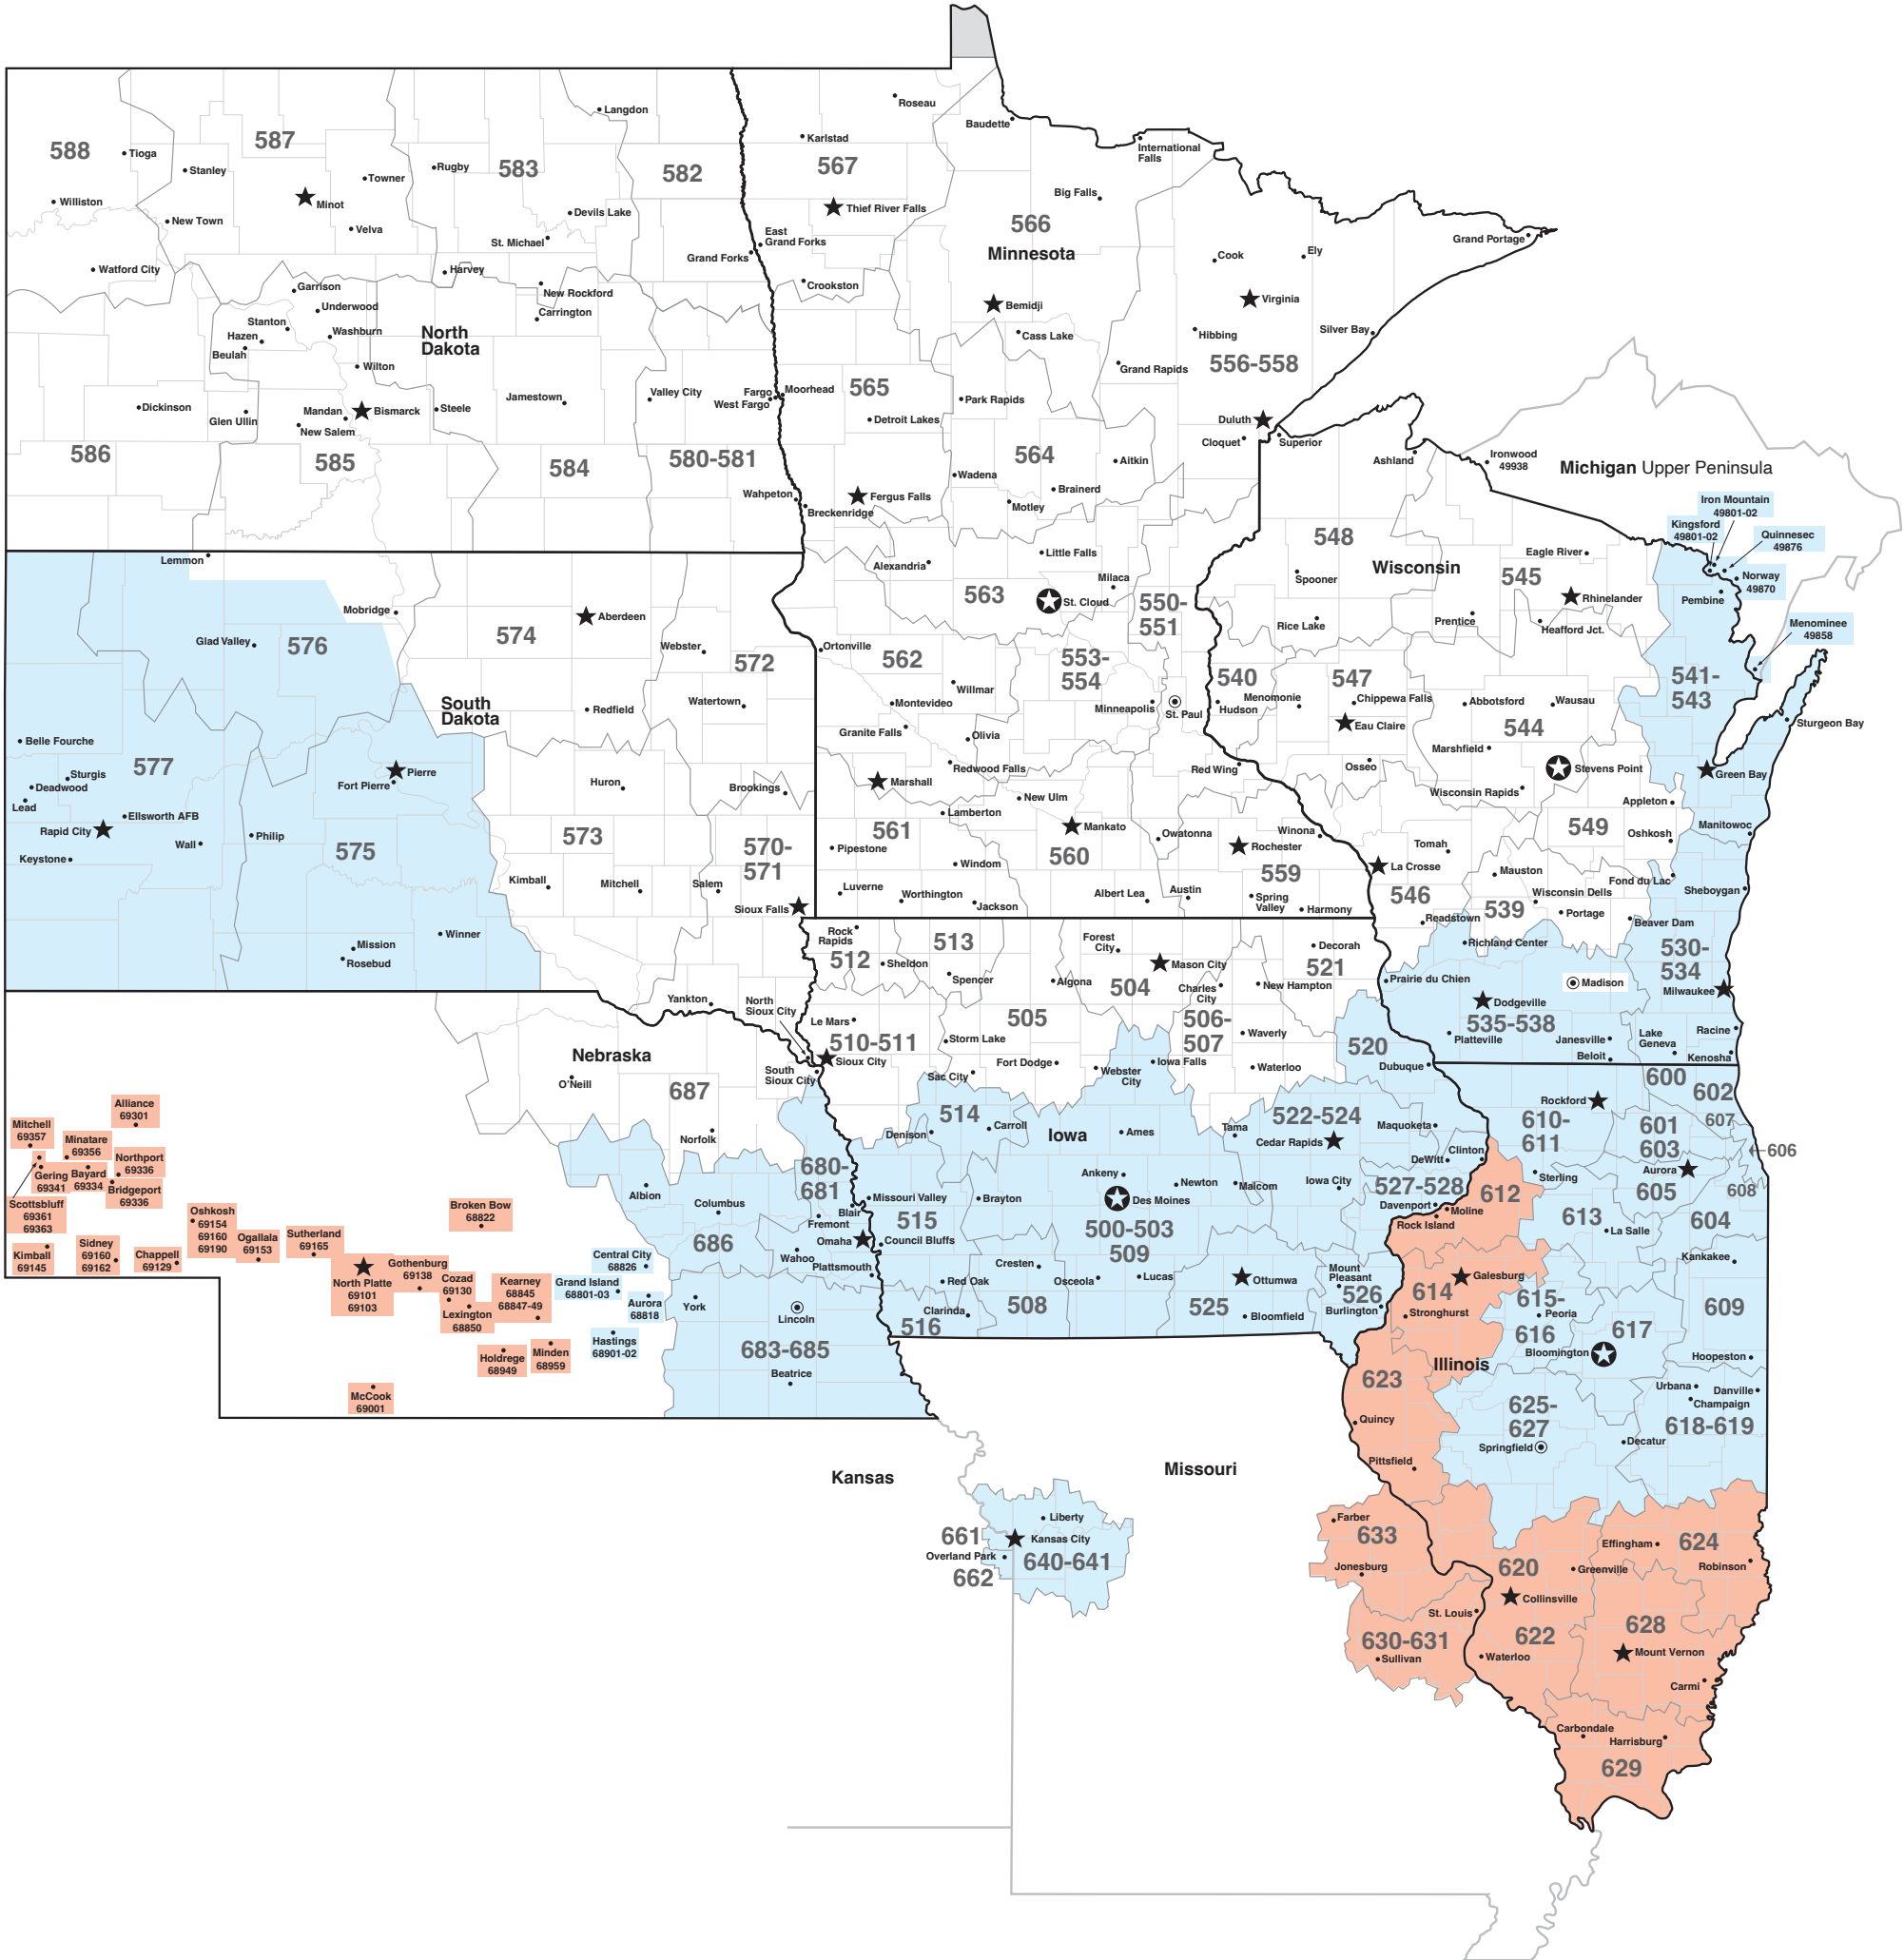 Roseau
Langdon
Baudette
Karlstad
International
Falls
588
587
583
582
567
Tioga
Stanley
Rugby
Towner
Big Falls
Williston
Minot
Thief River Falls
New Town
Devils Lake
566
Velva
St. Michael
East
Grand Forks
Grand Forks
Minnesota
Grand Portage
Cook
Ely
Watford City
Harvey
Garrison
New Rockford
Crookston
Underwood
Carrington
Bemidji
Virginia
Stanton
Washburn
North
Dakota
Cass Lake
Hibbing
Silver Bay
Hazen
Beulah
Wilton
Grand Rapids
556-558
565
Dickinson
Glen Ullin
Mandan
Bismarck
Steele
Jamestown
Valley City
Fargo
West Fargo
Moorhead
Park Rapids
New Salem
Detroit Lakes
Duluth
Cloquet
Superior
586
585
584
580-581
564
Aitkin
Ashland
Ironwood
49938
Michigan Upper Peninsula
Wadena
Brainerd
Wahpeton
Breckenridge
Fergus Falls
Motley
Iron Mountain
49801-02
Kingsford
49801-02
Quinnesec
49876
548
Lemmon
Little Falls
Eagle River
Alexandria
Milaca
Wisconsin
545
Spooner
Norway
49870
Mobridge
Aberdeen
563
St. Cloud
550-
551
Rhinelander
Pembine
Rice Lake
Prentice
Heafford Jct.
Menominee
49858
Glad Valley
576
574
Webster
572
Ortonville
562
553-
554
540
547
541-
543
Willmar
Menomonie
Chippewa Falls
Abbotsford
Wausau
South
Dakota
Redfield
Watertown
Montevideo
Minneapolis
St. Paul
Hudson
Eau Claire
544
Sturgeon Bay
Belle Fourche
Granite Falls
Olivia
Marshfield
577
Sturgis
Deadwood
Lead
Pierre
Fort Pierre
Huron
Brookings
Marshall
Redwood Falls
Red Wing
Osseo
Stevens Point
Green Bay
New Ulm
Wisconsin Rapids
Appleton
Rapid City
Ellsworth AFB
Wall
Philip
Keystone
575
573
570-
571
561
Lamberton
Mankato
Owatonna
Winona
Rochester
549
Oshkosh
Manitowoc
Pipestone
Windom
560
559
Tomah
La Crosse
Mauston
Fond du Lac
Kimball
Mitchell
Salem
Sioux Falls
Luverne
Worthington
Jackson
Albert Lea
Austin
Spring
Valley
Harmony
546
Readstown
539
Wisconsin Dells
Portage
Sheboygan
Beaver Dam
Winner
Mission
Rosebud
Rock
Rapids
512
Sheldon
513
Spencer
Forest
City
Mason City
Decorah
521
Richland Center
530-
534
Milwaukee
Algona
504
Charles
City
New Hampton
Prairie du Chien
Madison
Dodgeville
535-538
Yankton
North
Sioux City
Le Mars
510-511
Sioux City
505
506-
507
Waverly
Platteville
Janesville
Beloit
Lake
Geneva
Racine
Kenosha
Nebraska
Storm Lake
Fort Dodge
Iowa Falls
520
Dubuque
O'Neill
South
Sioux City
Sac City
Webster
City
Waterloo
687
600
602
Rockford
Alliance
69301
Mitchell
69357
Minatare
69356
Northport
69336
Norfolk
514
Denison
Carroll
Iowa
Ames
522-524
Tama
Cedar Rapids
Maquoketa
610-
611
601
603
607
606
Gering
69341
Bayard
69334
Bridgeport
69336
680-
681
Ankeny
DeWitt
Clinton
Sterling
Aurora
605
608
Scottsbluff
69361
69363
Albion
Columbus
Missouri Valley
Brayton
Newton
Malcom
Iowa City
527-528
Davenport
612
Moline
Rock Island
Oshkosh
69154
69160
69190
Ogallala
69153
Sutherland
69165
Broken Bow
68822
Blair
Fremont
515
Des Moines
500-503
509
613
La Salle
604
Kimball
69145
Sidney
69160
69162
Chappell
69129
686
Omaha
Council Bluffs
Wahoo
Plattsmouth
Kankakee
North Platte
69101
69103
Gothenburg
69138
Cozad
69130
Lexington
68850
Kearney
68845
68847-49
Central City
68826
Grand Island
68801-03
Aurora
68818
Hastings
68901-02
Red Oak
Creston
Osceola
Lucas
Ottumwa
Mount
Pleasant
526
Burlington
614
Galesburg
Stronghurst
615-
616
Peoria
617
Bloomington
609
York
Lincoln
Clarinda
516
508
525
Bloomfield
Holdrege
68949
Minden
68959
683-685
Beatrice
McCook
69001
Illinois
Hoopeston
623
Urbana
Champaign
Danville
618-619
Quincy
625-
627
Springfield
Decatur
Kansas
Missouri
Pittsfield
Liberty
661
Kansas City
Overland Park
640-641
662
Farber
633
Jonesburg
624
Effingham
Robinson
620
Greenville
Collinsville
St. Louis
630-631
Sullivan
622
Waterloo
628
Mount Vernon
Carmi
Carbondale
Harrisburg
629